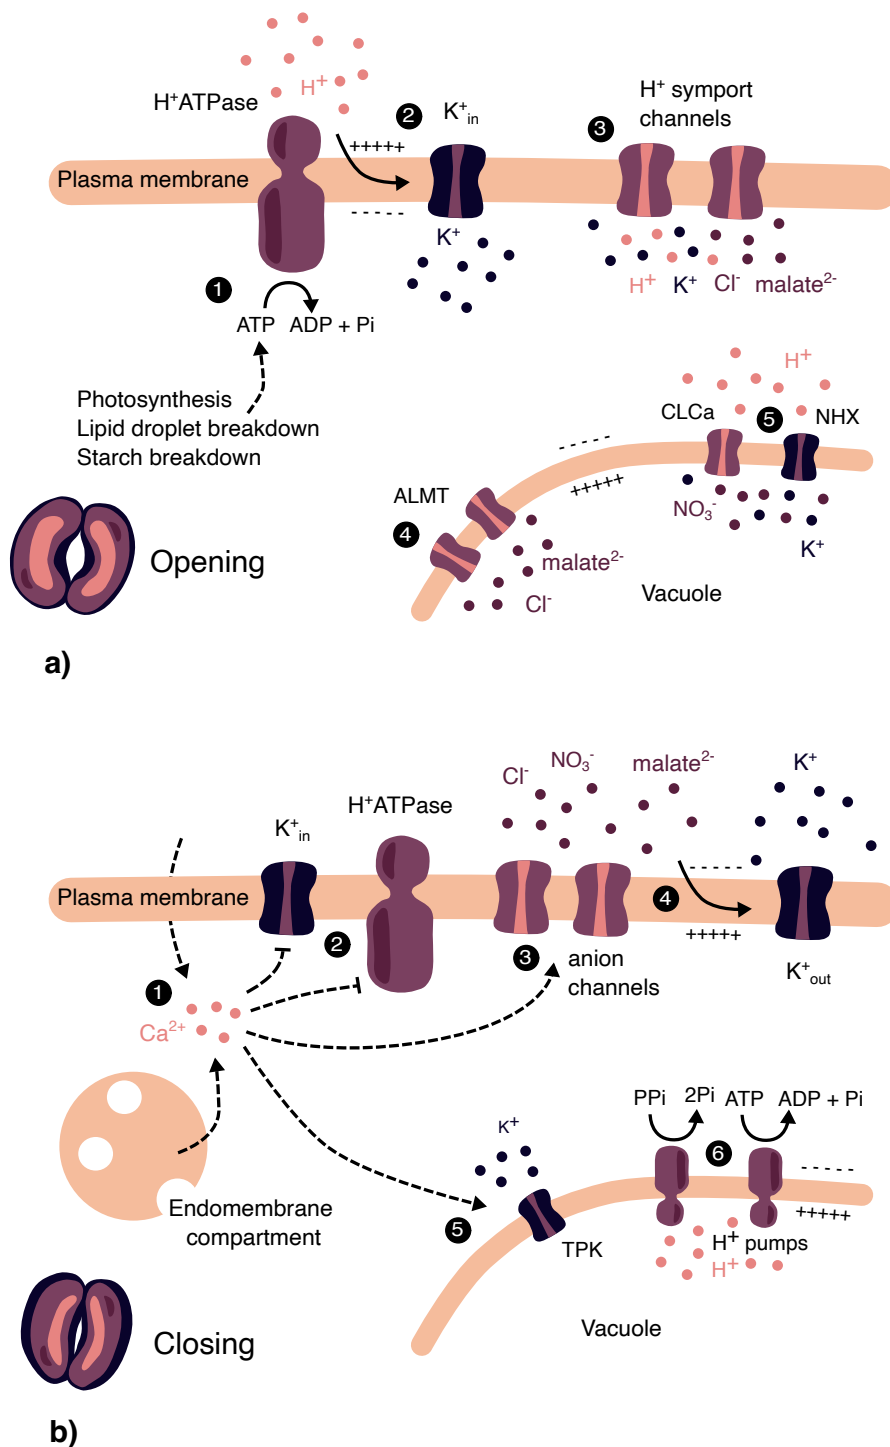 H⁺
H⁺ATPase
2
K⁺in
3
H⁺ symport
channels
+++++
Plasma membrane
-----
K⁺
H⁺ K⁺ Cl⁻ malate²⁻
1
ATP ADP + Pi
Photosynthesis
Lipid droplet breakdown
Starch breakdown
H⁺
CLCa
5
NHX
-----
+++++
ALMT
4
NO₃⁻
K⁺
malate²⁻
Cl⁻
Vacuole
Opening
a)
Cl⁻
NO₃⁻
malate²⁻
K⁺
K⁺in
H⁺ATPase
-----
Plasma membrane
4
+++++
2
3
anion
channels
K⁺out
1
Ca²⁺
PPi 2Pi ATP ADP + Pi
K⁺
6
-----
+++++
Endomembrane
compartment
5
TPK
H⁺ pumps
H⁺
Vacuole
Closing
b)